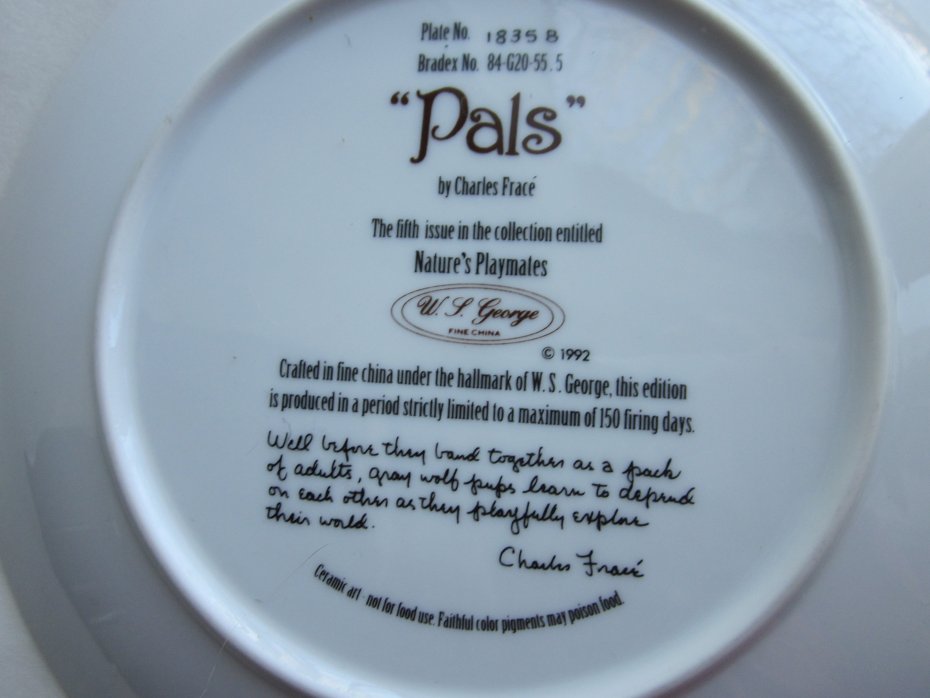 Plate No. 1835 B
Bradex No. 84-G20-55.5
“Pals”
by Charles Fracé
The fifth issue in the collection entitled
Nature's Playmates
W. S. George
FINE CHINA
© 1992
Crafted in fine china under the hallmark of W. S. George, this edition
is produced in a period strictly limited to a maximum of 150 firing days.
Well before they band together as a pack
of adults, gray wolf pups learn to depend
on each other as they playfully explore
their world.
Charles Fracé
Ceramic art not for food use. Faithful color pigments may poison food.